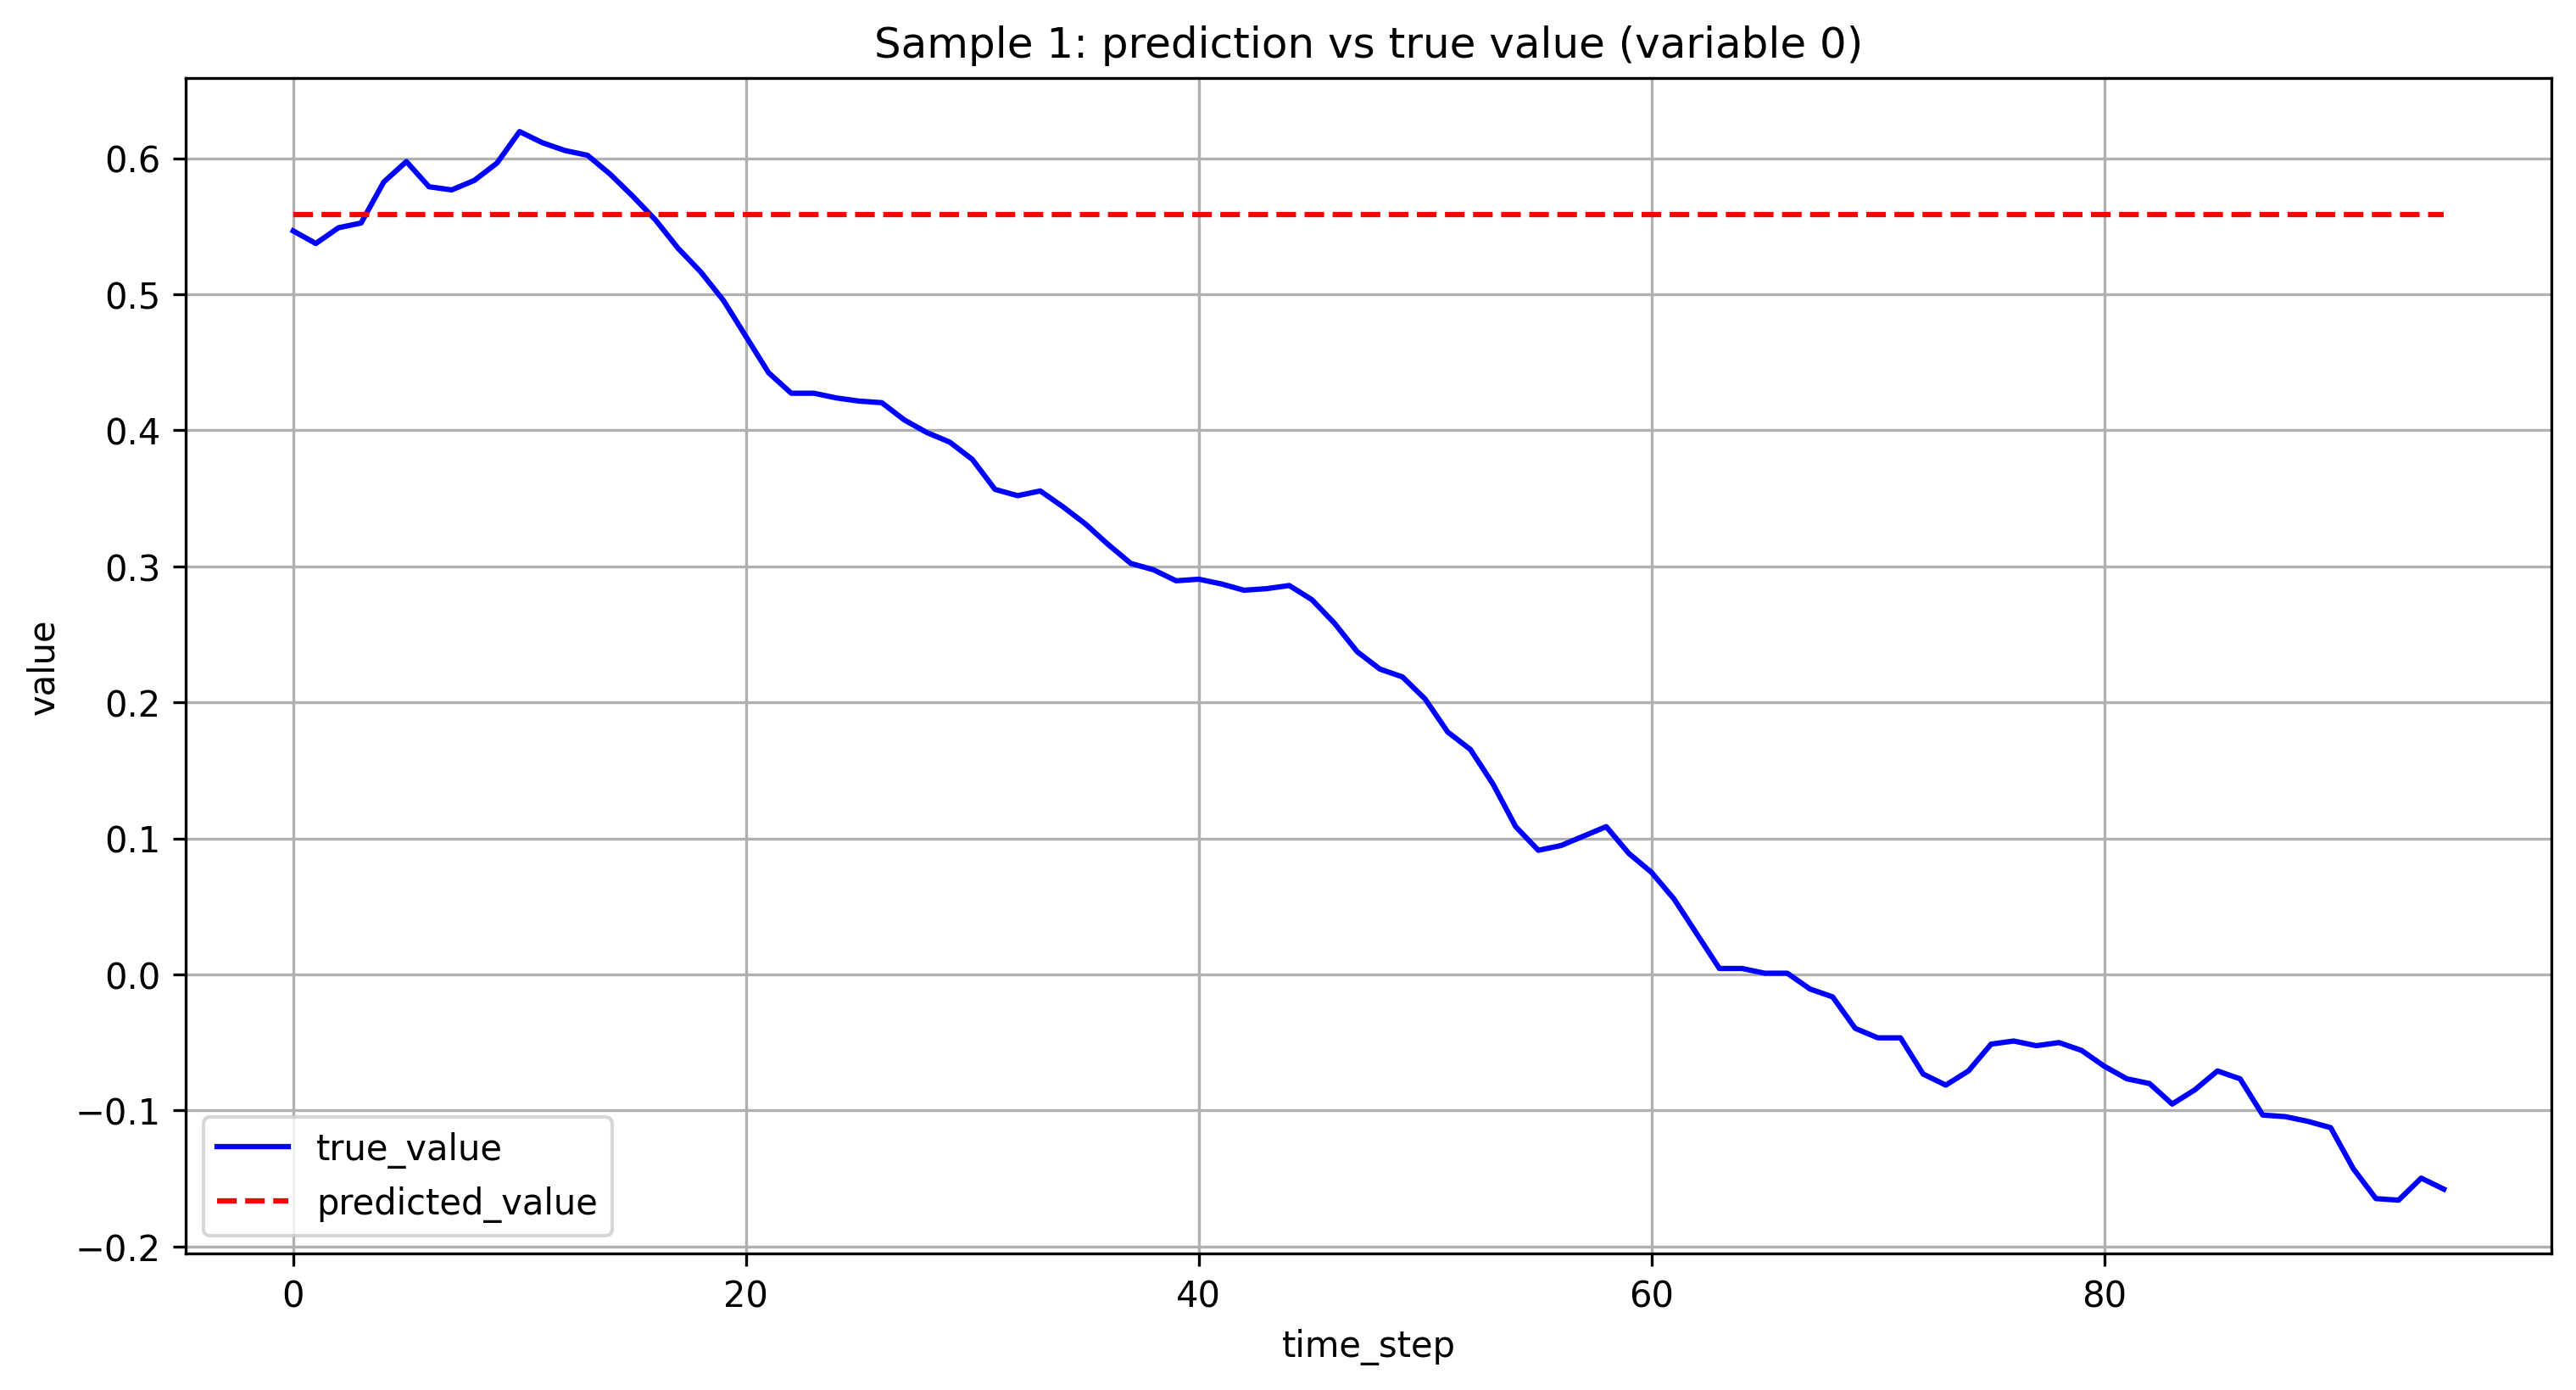 Sample 1: prediction vs true value (variable 0)
value
0.6
0.5
0.4
0.3
0.2
0.1
0.0
−0.1
−0.2
true_value
predicted_value
0 20 40 60 80
time_step